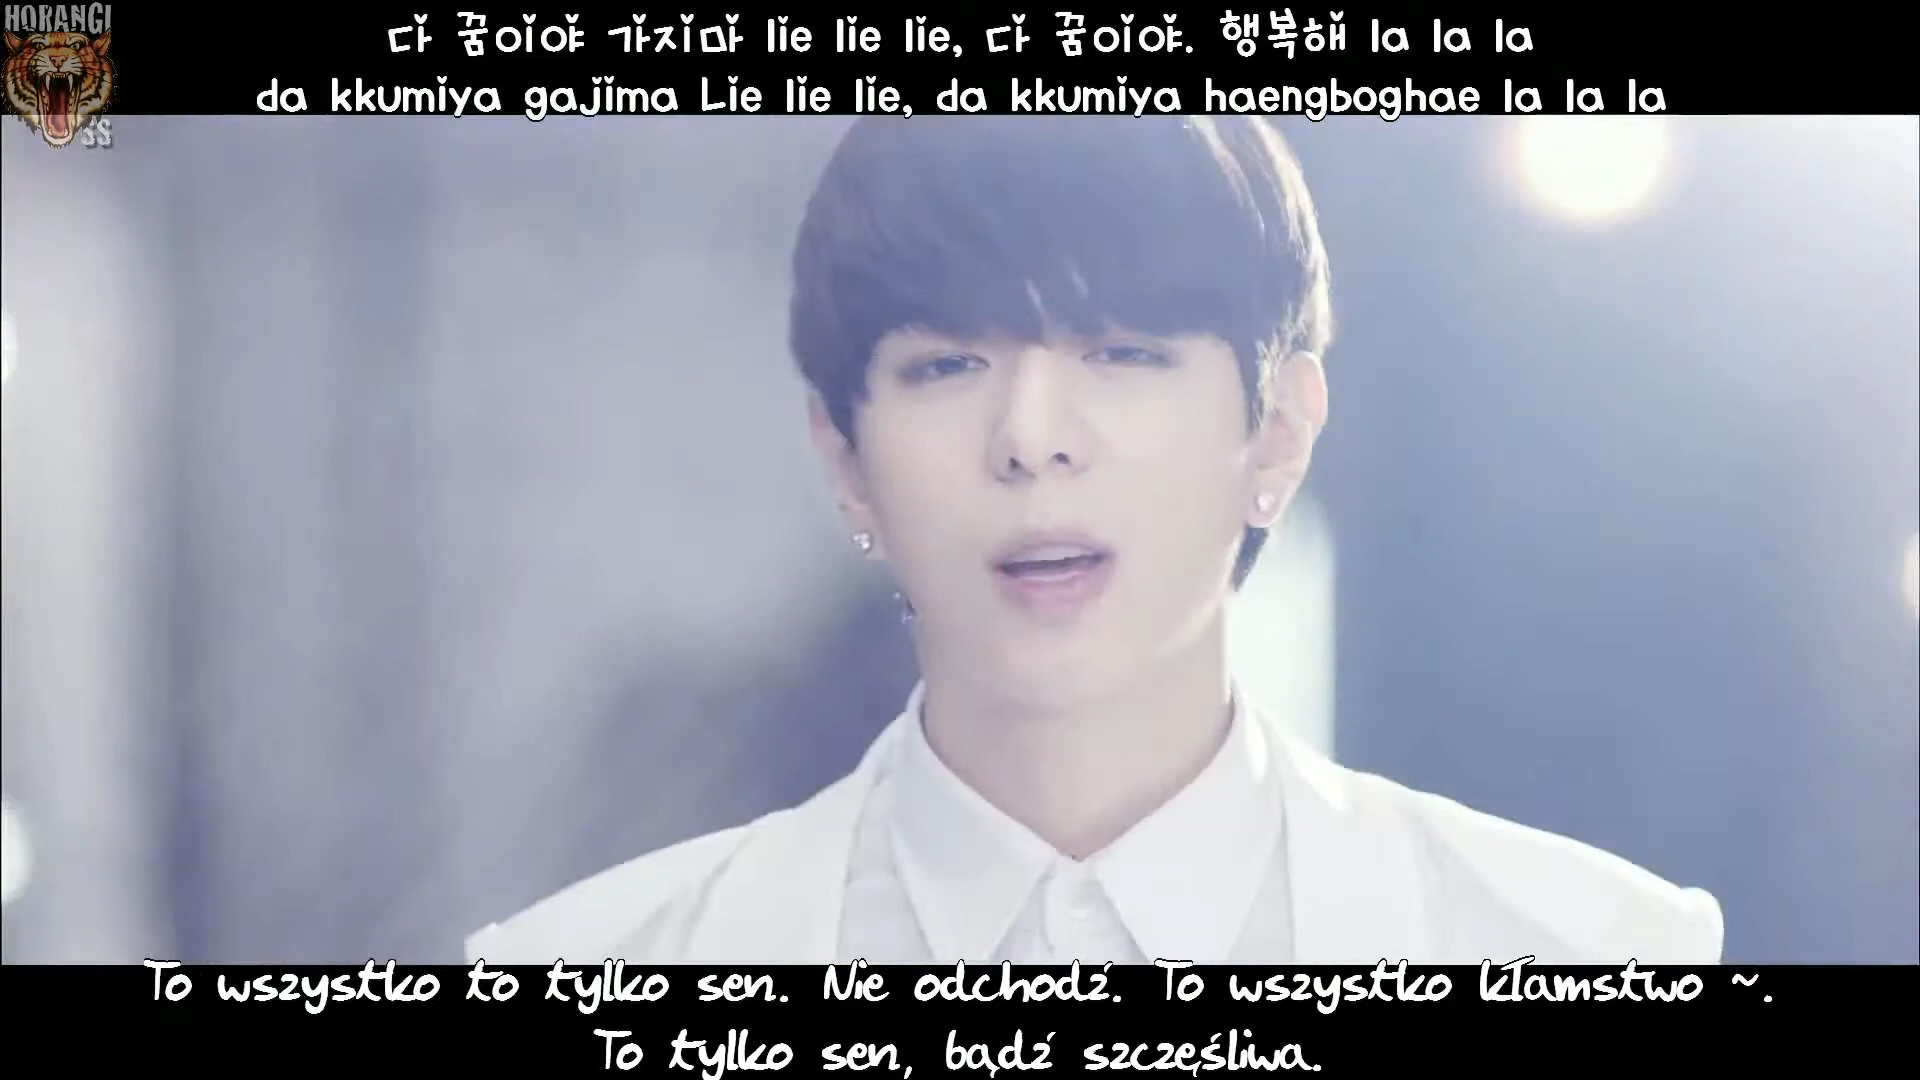 HORANGI
SS
다 꿈이야 가지마 lie lie lie, 다 꿈이야. 행복해 la la la
da kkumiya gajima Lie lie lie, da kkumiya haengboghae la la la
To wszystko to tylko sen. Nie odchodź. To wszystko kłamstwo ~.
To tylko sen, bądź szczęśliwa.